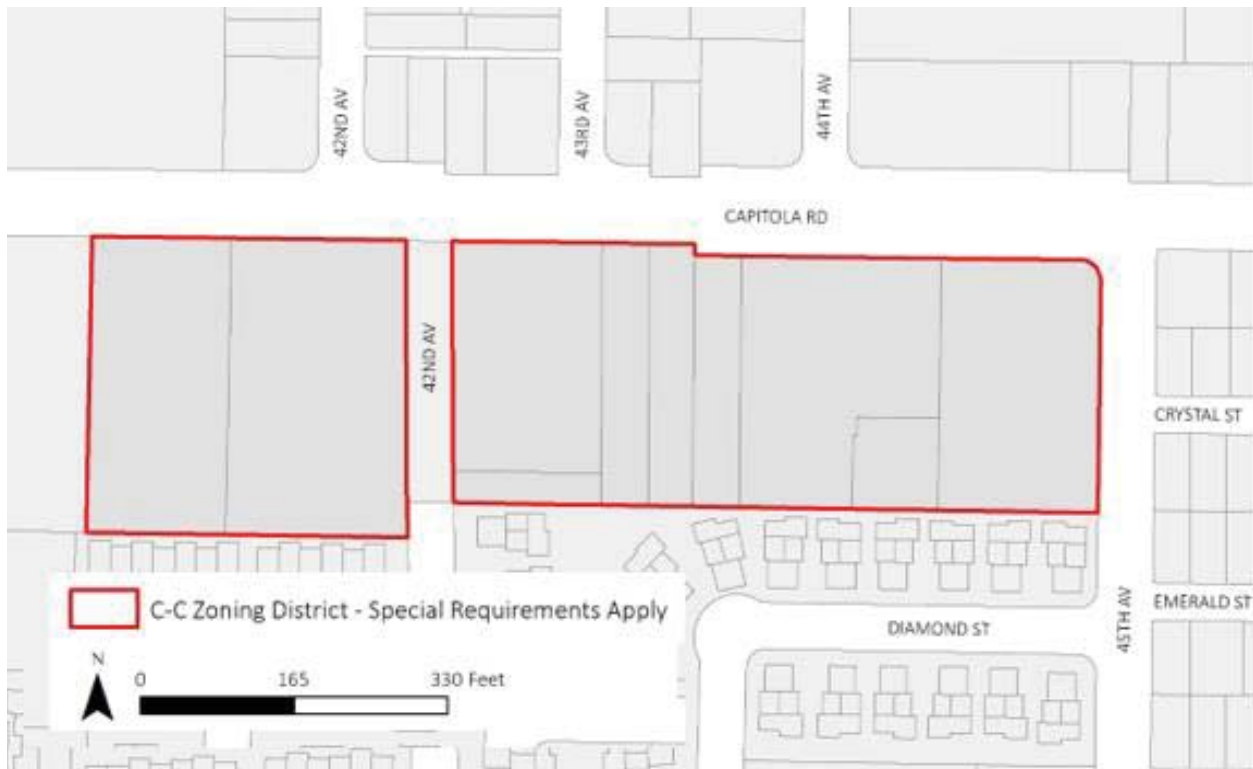 42ND AV
43RD AV
44TH AV
CAPITOLA RD
42ND AV
CRYSTAL ST
C-C Zoning District - Special Requirements Apply
EMERALD ST
DIAMOND ST
45TH AV
N
0 165 330 Feet